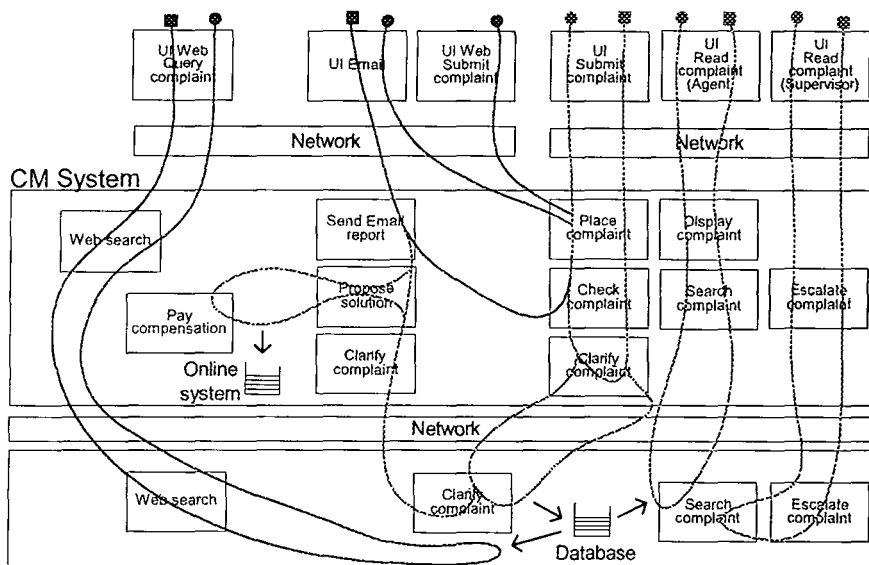 UI Web
Query
complaint
UI Email
UI Web
Submit
complaint
UI
Submit
complaint
UI
Read
complaint
(Agent
UI
Read
complaint
(Supervisor)
Network
Network
CM System
Web search
Send Email
report
Place
complaint
Display
complaint
Pay
compensation
Propose
solution
Check
complaint
Search
complaint
Escalate
complaint
Online
system
Clarify
complaint
Clarify
complaint
Network
Web search
Clarify
complaint
Database
Search
complaint
Escalate
complaint